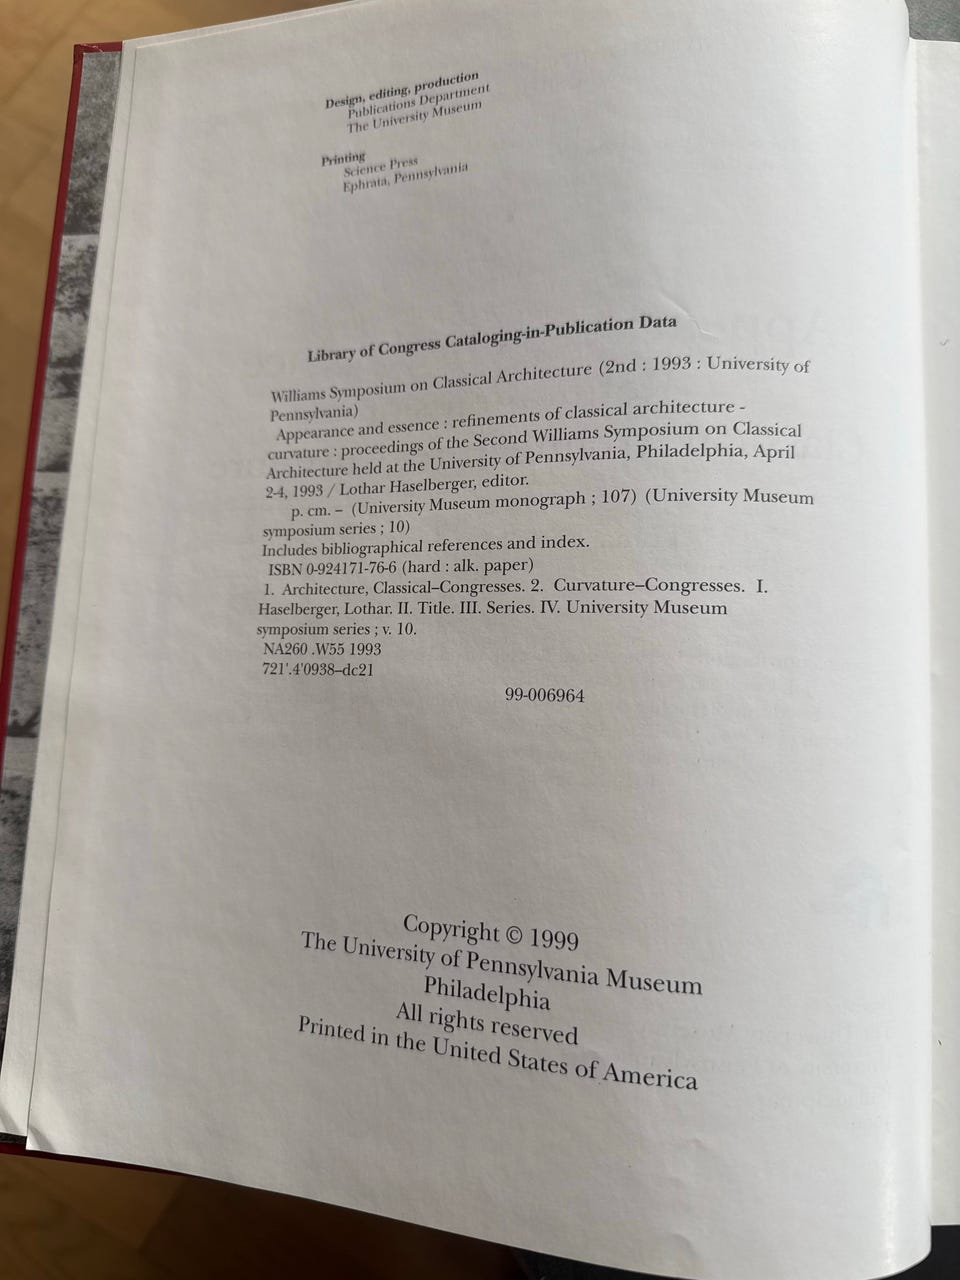 Design, editing, production
Publications Department
The University Museum
Printing
Science Press
Ephrata, Pennsylvania
Library of Congress Cataloging-in-Publication Data
Williams Symposium on Classical Architecture (2nd : 1993 : University of
Pennsylvania)
Appearance and essence : refinements of classical architecture -
curvature : proceedings of the Second Williams Symposium on Classical
Architecture held at the University of Pennsylvania, Philadelphia, April
2-4, 1993 / Lothar Haselberger, editor.
p. cm. – (University Museum monograph ; 107) (University Museum
symposium series ; 10)
Includes bibliographical references and index.
ISBN 0-924171-76-6 (hard : alk. paper)
1. Architecture, Classical–Congresses. 2. Curvature–Congresses. I.
Haselberger, Lothar. II. Title. III. Series. IV. University Museum
symposium series ; v. 10.
NA260 .W55 1993
721'.4'0938–dc21
99-006964
Copyright © 1999
The University of Pennsylvania Museum
Philadelphia
All rights reserved
Printed in the United States of America